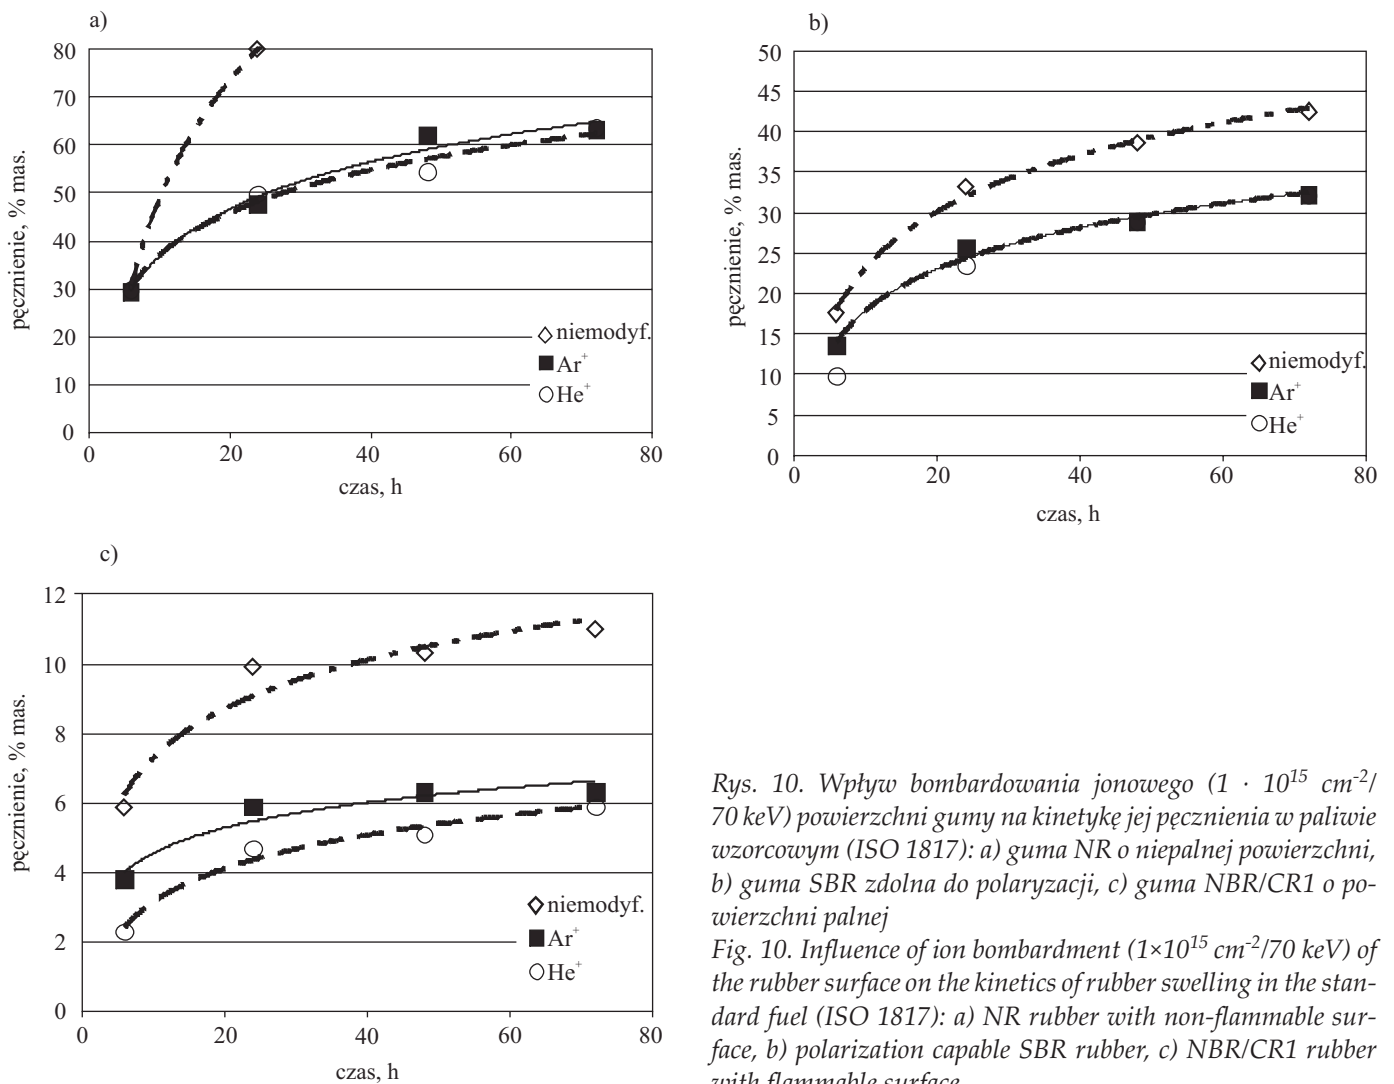 a)
80
70
60
50
40
30
20
10
0
0 20 40 60 80
pęcznienie, % mas.
czas, h
niemodyf.
Ar⁺
He⁺
b)
50
45
40
35
30
25
20
15
10
5
0
0 20 40 60 80
pęcznienie, % mas.
czas, h
niemodyf.
Ar⁺
He⁺
c)
12
10
8
6
4
2
0
0 20 40 60 80
pęcznienie, % mas.
czas, h
niemodyf.
Ar⁺
He⁺
Rys. 10. Wpływ bombardowania jonowego (1 · 10¹⁵ cm⁻²/
70 keV) powierzchni gumy na kinetykę jej pęcznienia w paliwie
wzorcowym (ISO 1817): a) guma NR o niepalnej powierzchni,
b) guma SBR zdolna do polaryzacji, c) guma NBR/CR1 o po-
wierzchni palnej
Fig. 10. Influence of ion bombardment (1×10¹⁵ cm⁻²/70 keV) of
the rubber surface on the kinetics of rubber swelling in the stan-
dard fuel (ISO 1817): a) NR rubber with non-flammable sur-
face, b) polarization capable SBR rubber, c) NBR/CR1 rubber
with flammable surface